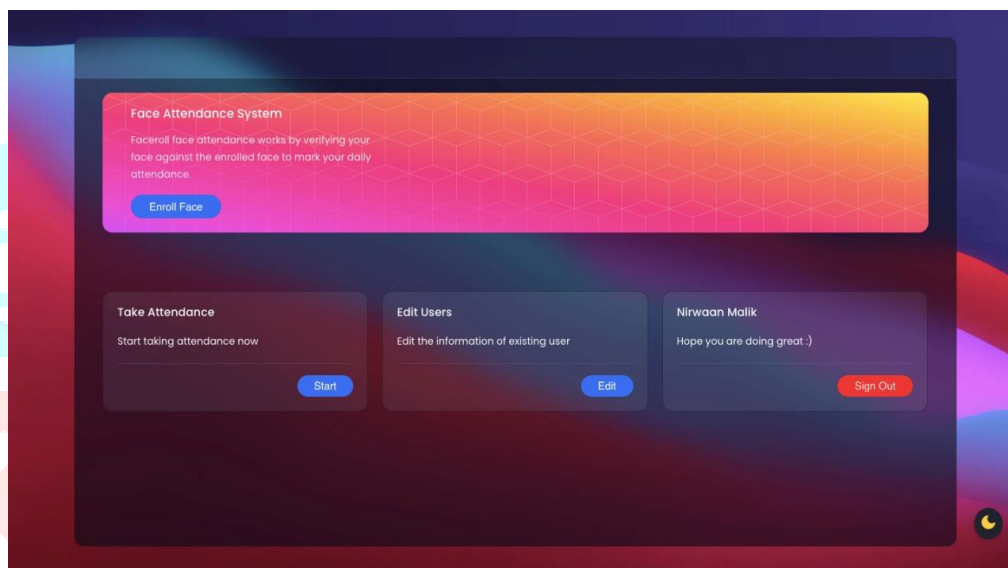 Face Attendance System
Faceroll face attendance works by verifying your
face against the enrolled face to mark your daily
attendance.
Enroll Face
Take Attendance
Start taking attendance now
Start
Edit Users
Edit the information of existing user
Edit
Nirwaan Malik
Hope you are doing great :)
Sign Out